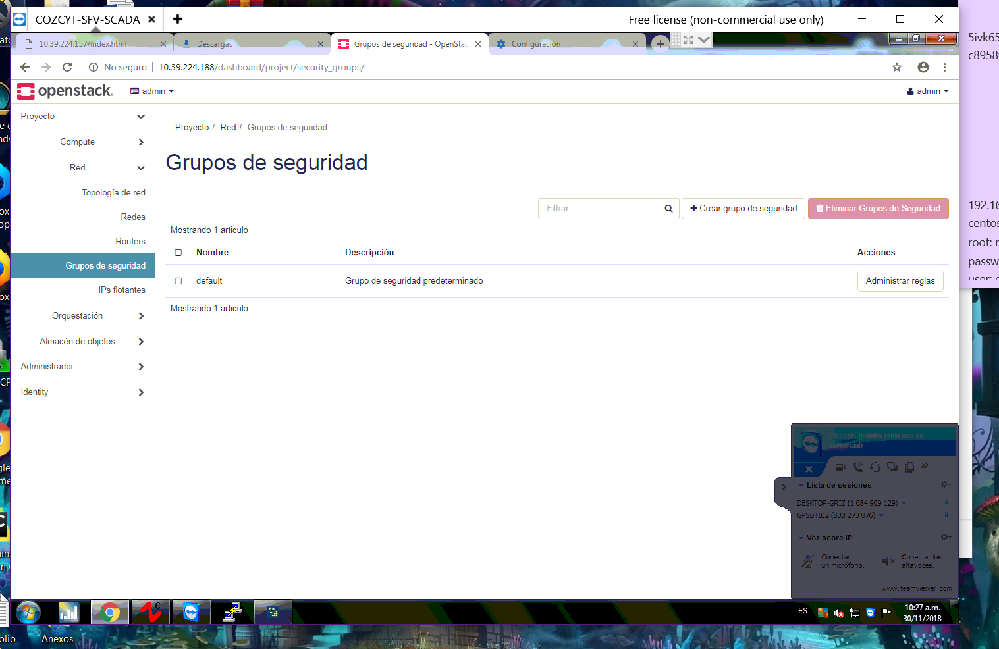 COZCYT-SFV-SCADA
Free license (non-commercial use only)
10.39.224.157/index.html
Descargas
Grupos de seguridad - OpenStac
Configuración
No seguro
10.39.224.188/dashboard/project/security_groups/
openstack.
admin
admin
Proyecto
Compute
Red
Topología de red
Redes
Routers
Grupos de seguridad
IPs flotantes
Orquestación
Almacén de objetos
Administrador
Identity
Proyecto / Red / Grupos de seguridad
Grupos de seguridad
Filtrar
Crear grupo de seguridad
Eliminar Grupos de Seguridad
Mostrando 1 articulo
Nombre Descripción Acciones
default Grupo de seguridad predeterminado Administrar reglas
Mostrando 1 articulo
5ivk65
c8958
192.16
centos
root: r
passw
Licencia gratuita (solo uso no
comercial)
Lista de sesiones
DESKTOP-GRIZ (1 084 909 129)
GPSDTI02 (833 273 876)
Voz sobre IP
Conectar
un micrófono.
Conectar los
altavoces.
www.teamviewer.com
ES
10:27 a.m.
30/11/2018
olio
Anexos